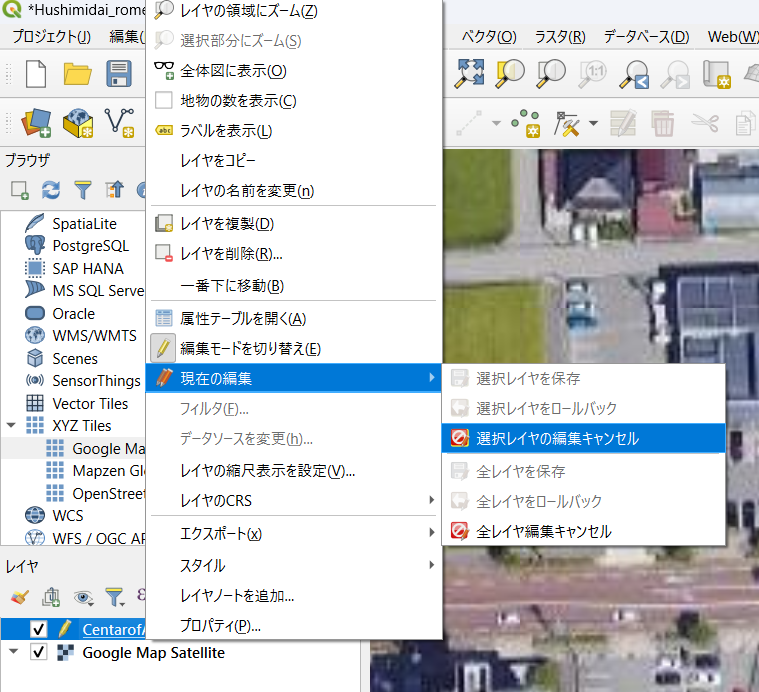 *Hushimidai_rome
プロジェクト(J) 編集(
ベクタ(O) ラスタ(R) データベース(D) Web(W)
ブラウザ
SpatiaLite
PostgreSQL
SAP HANA
MS SQL Serve
Oracle
WMS/WMTS
Scenes
SensorThings
Vector Tiles
XYZ Tiles
Google Ma
Mapzen Glo
OpenStreet
WCS
WFS / OGC AP
レイヤ
Centarof
Google Map Satellite
レイヤの領域にズーム(Z)
選択部分にズーム(S)
全体図に表示(O)
地物の数を表示(C)
abc ラベルを表示(L)
レイヤをコピー
レイヤの名前を変更(n)
レイヤを複製(D)
レイヤを削除(R)...
一番下に移動(B)
属性テーブルを開く(A)
編集モードを切り替え(E)
現在の編集
フィルタ(F)...
データソースを変更(h)...
レイヤの縮尺表示を設定(V)...
レイヤのCRS
エクスポート(x)
スタイル
レイヤノートを追加...
プロパティ(P)...
選択レイヤを保存
選択レイヤをロールバック
選択レイヤの編集キャンセル
全レイヤを保存
全レイヤをロールバック
全レイヤ編集キャンセル
1:1